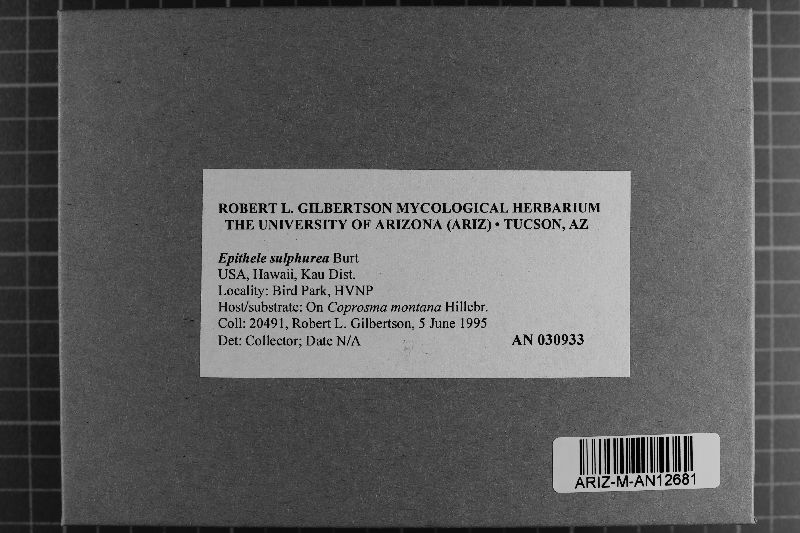 ROBERT L. GILBERTSON MYCOLOGICAL HERBARIUM
THE UNIVERSITY OF ARIZONA (ARIZ) • TUCSON, AZ
Epithele sulphurea Burt
USA, Hawaii, Kau Dist.
Locality: Bird Park, HVNP
Host/substrate: On Coprosma montana Hillebr.
Coll: 20491, Robert L. Gilbertson, 5 June 1995
Det: Collector; Date N/A AN 030933
ARIZ-M-AN12681